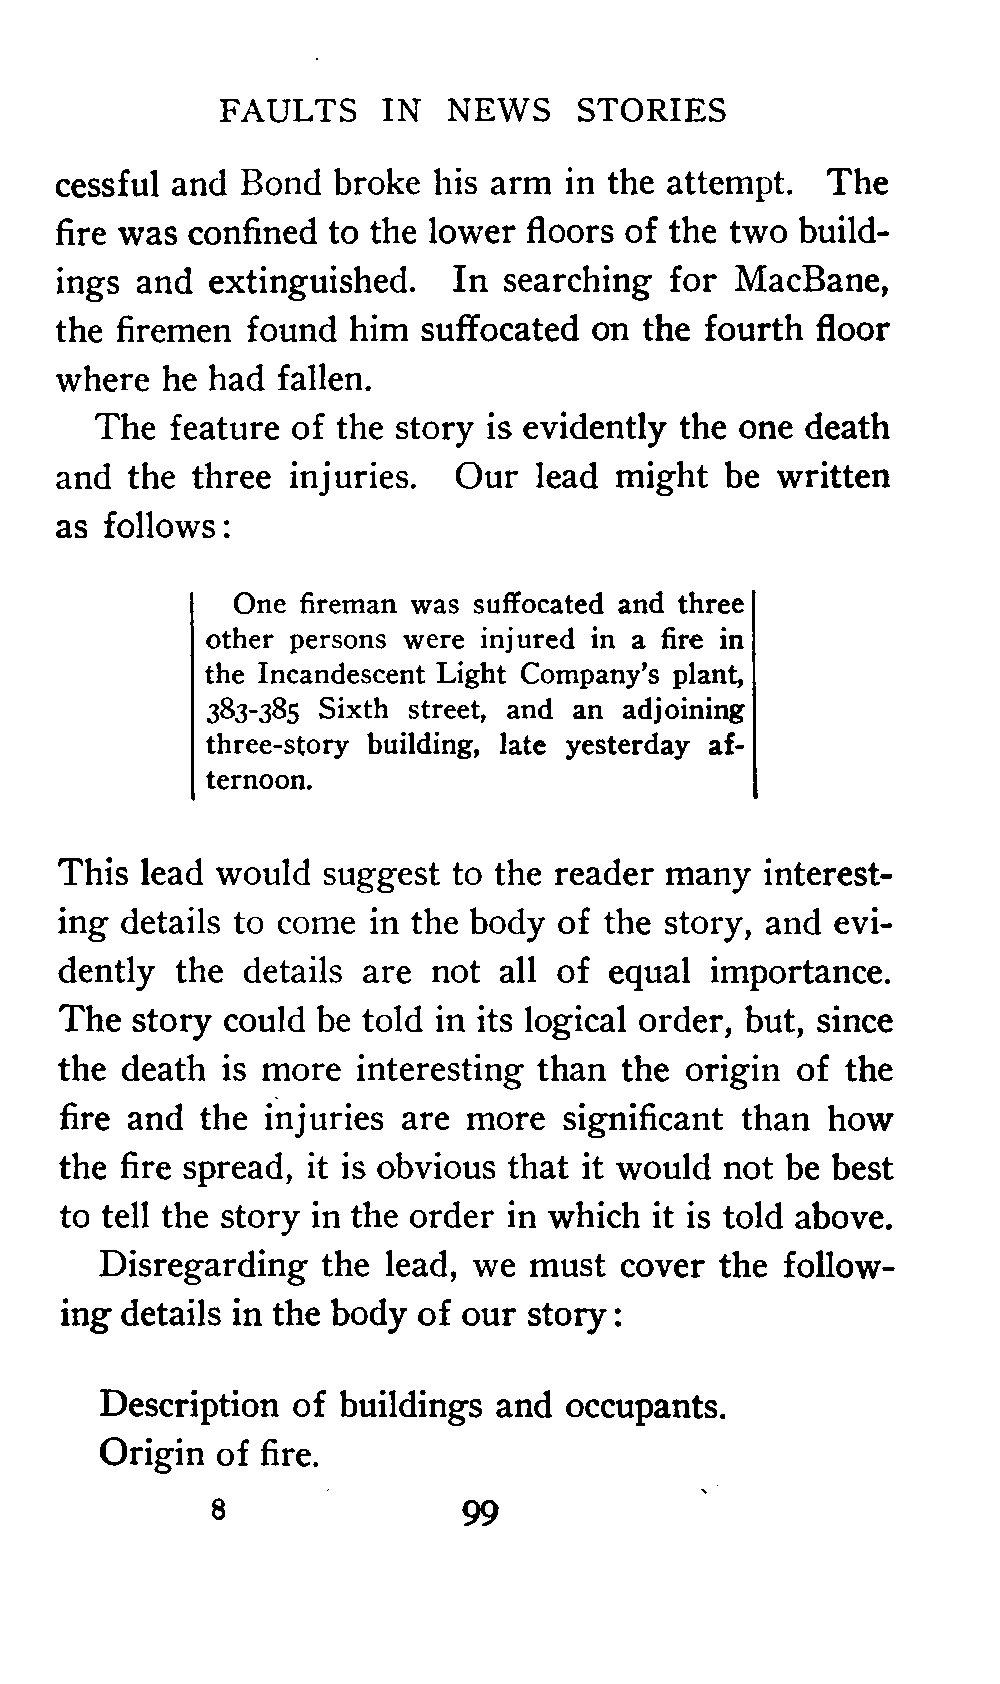 FAULTS IN NEWS STORIES
cessful and Bond broke his arm in the attempt. The
fire was confined to the lower floors of the two build-
ings and extinguished. In searching for MacBane,
the firemen found him suffocated on the fourth floor
where he had fallen.
The feature of the story is evidently the one death
and the three injuries. Our lead might be written
as follows:
One fireman was suffocated and three
other persons were injured in a fire in
the Incandescent Light Company's plant,
383-385 Sixth street, and an adjoining
three-story building, late yesterday af-
ternoon.
This lead would suggest to the reader many interest-
ing details to come in the body of the story, and evi-
dently the details are not all of equal importance.
The story could be told in its logical order, but, since
the death is more interesting than the origin of the
fire and the injuries are more significant than how
the fire spread, it is obvious that it would not be best
to tell the story in the order in which it is told above.
Disregarding the lead, we must cover the follow-
ing details in the body of our story:
Description of buildings and occupants.
Origin of fire.
8 99